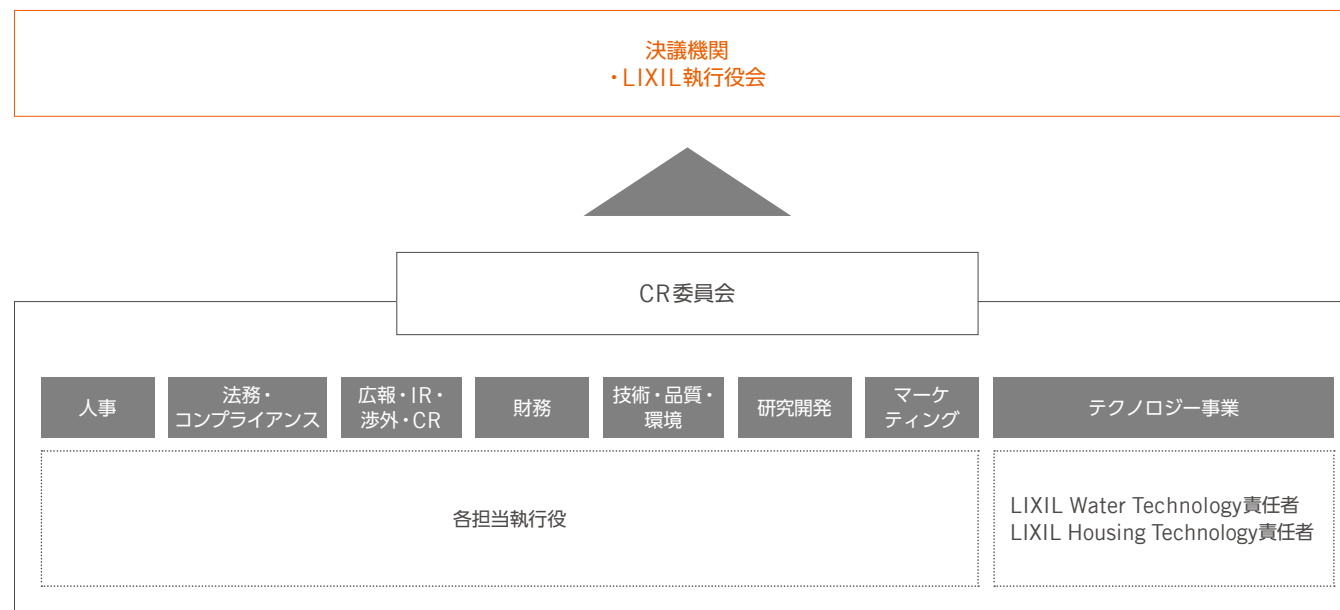 決議機関
・LIXIL執行役会
CR委員会
人事
法務・
コンプライアンス
広報・IR・
渉外・CR
財務
技術・品質・
環境
研究開発
マーケ
ティング
テクノロジー事業
各担当執行役
LIXIL Water Technology責任者
LIXIL Housing Technology責任者